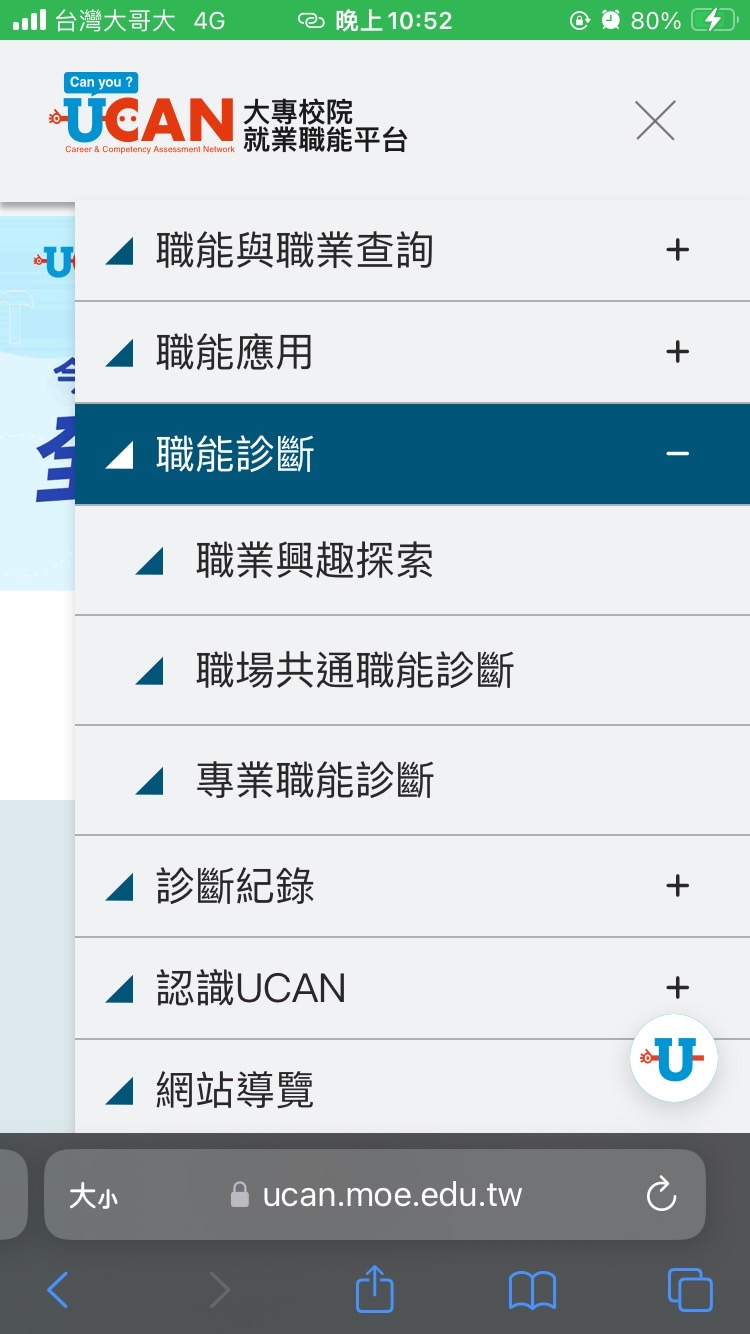 台灣大哥大 4G 晚上10:52 80%
Can you ?
UCAN
Career & Competency Assessment Network
大專校院
就業職能平台
職能與職業查詢
職能應用
職能診斷
職業興趣探索
職場共通職能診斷
專業職能診斷
診斷紀錄
認識UCAN
網站導覽
U
大小 ucan.moe.edu.tw